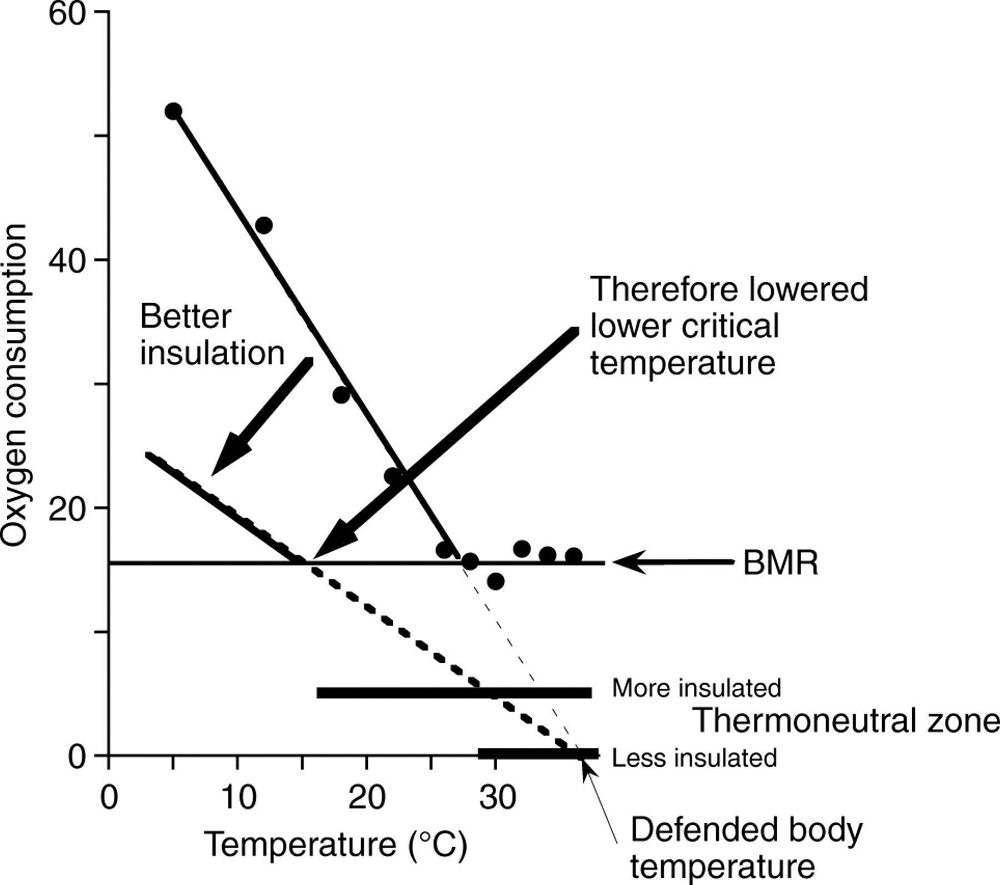 60
40
20
0
Oxygen consumption
Better
insulation
Therefore lowered
lower critical
temperature
BMR
More insulated
Thermoneutral zone
Less insulated
0 10 20 30
Temperature (°C)
Defended body
temperature